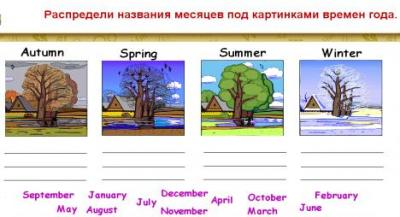 Распредели названия месяцев под картинками времен года.
Autumn Spring Summer Winter
September January July December April October February
May August November March June